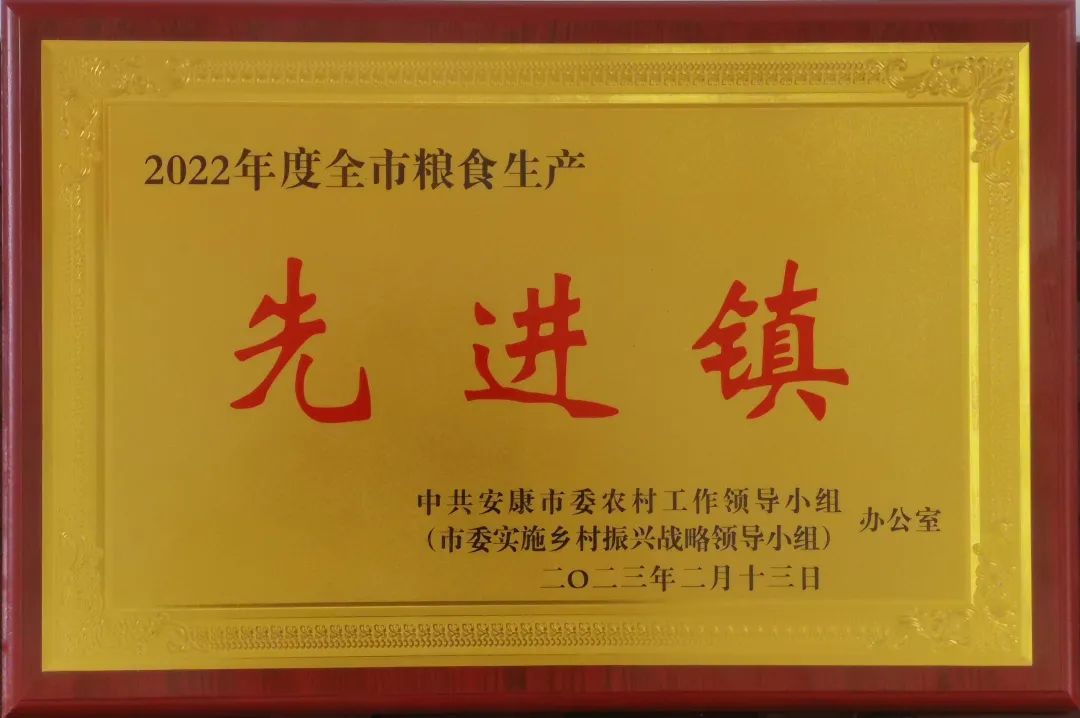 2022年度全市粮食生产
先进镇
中共安康市委农村工作领导小组
（市委实施乡村振兴战略领导小组）
办公室
二〇二三年二月十三日